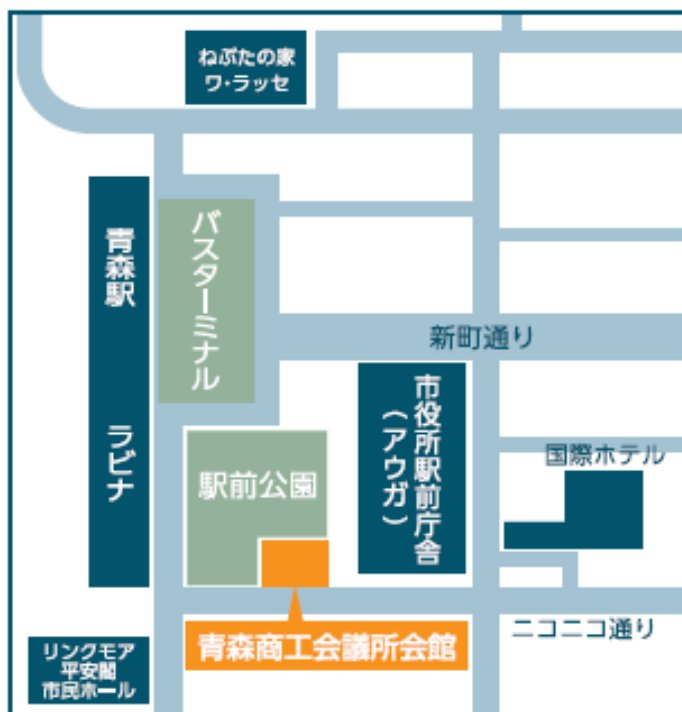 ねぶたの家
ワ・ラッセ
青森駅
ラビナ
バスターミナル
新町通り
市役所駅前庁舎
（アウガ）
国際ホテル
駅前公園
青森商工会議所会館
ニコニコ通り
リンクモア
平安閣
市民ホール